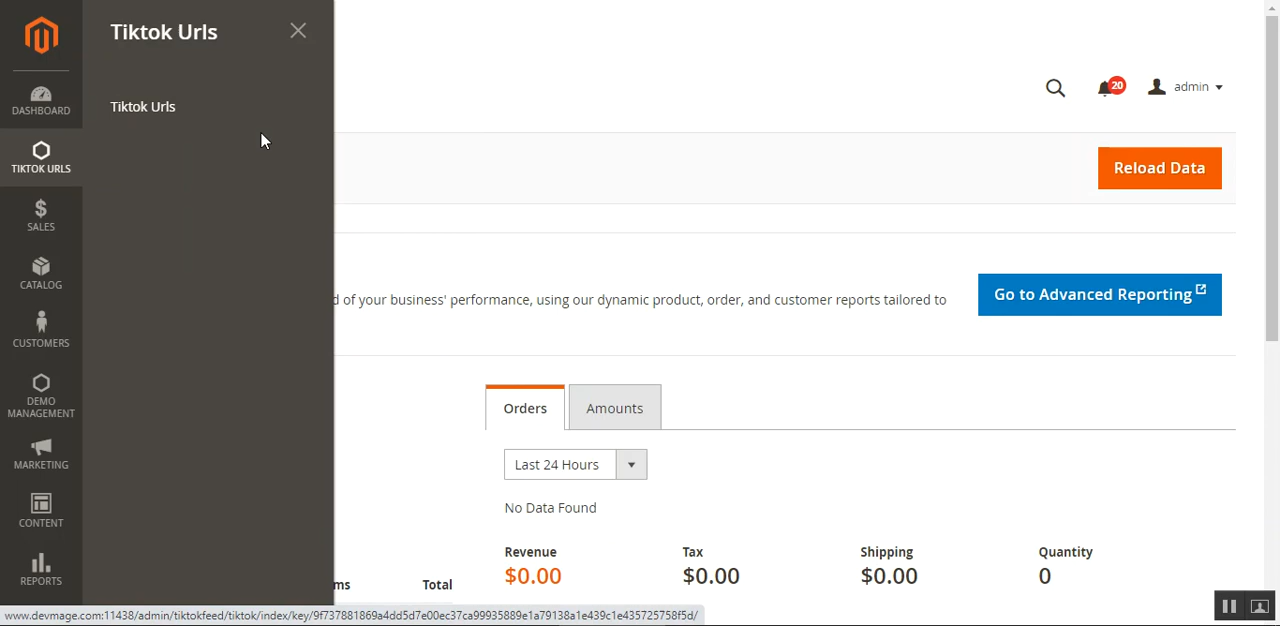 Tiktok Urls
Tiktok Urls
DASHBOARD
TIKTOK URLS
SALES
CATALOG
CUSTOMERS
DEMO
MANAGEMENT
MARKETING
CONTENT
REPORTS
20
admin
Reload Data
d of your business' performance, using our dynamic product, order, and customer reports tailored to
Go to Advanced Reporting
Orders
Amounts
Last 24 Hours
No Data Found
Revenue
Tax
Shipping
Quantity
$0.00
$0.00
$0.00
0
ms
Total
www.devmage.com:11438/admin/tiktokfeed/tiktok/index/key/9f737881869a4dd5d7e00ec37ca99935889e1a79138a1e439c1e435725758f5d/